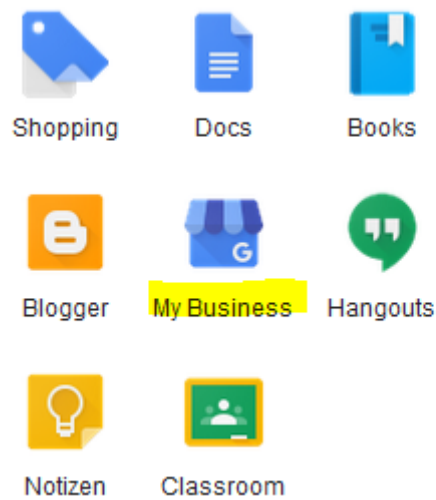 Shopping Docs Books
G
Blogger My Business Hangouts
Notizen Classroom